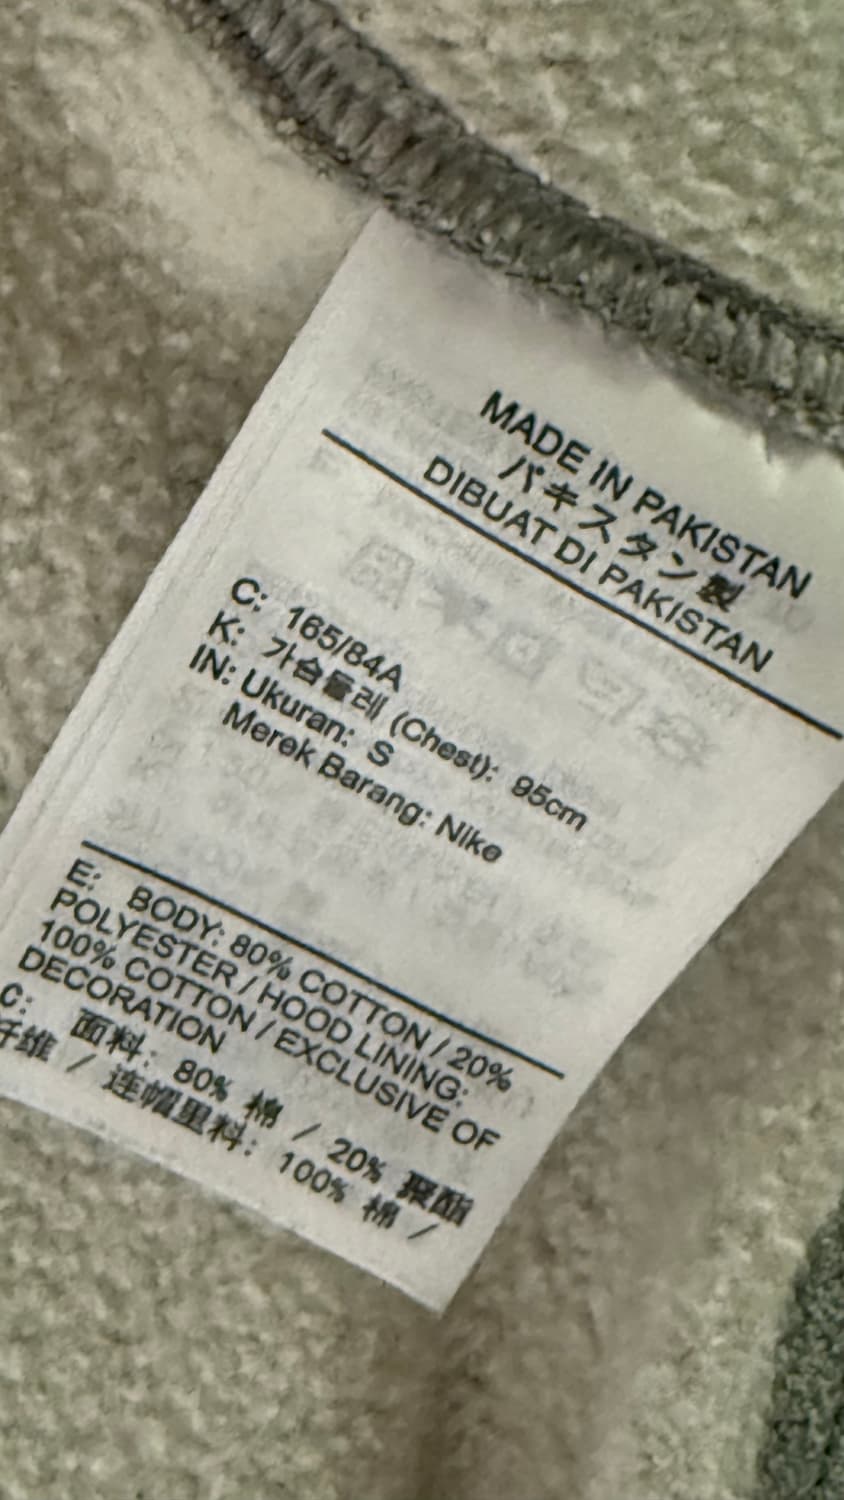 MADE IN PAKISTAN
パキスタン製
DIBUAT DI PAKISTAN
C: 165/84A
K: 가슴둘레 (Chest): 95cm
IN: Ukuran: S
Merek Barang: Nike
E: BODY: 80% COTTON / 20%
POLYESTER / HOOD LINING:
100% COTTON / EXCLUSIVE OF
DECORATION
C: 面料: 80% 棉 / 20% 聚酯
纤维 / 连帽里料: 100% 棉 /